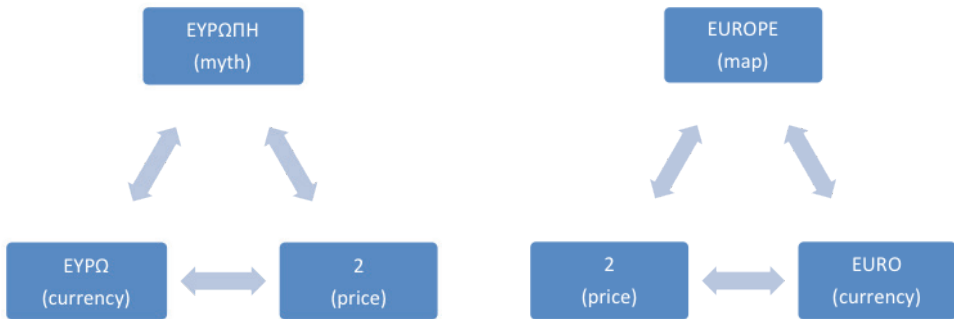 ΕΥΡΩΠΗ
(myth)
EUROPE
(map)
ΕΥΡΩ
(currency)
2
(price)
2
(price)
EURO
(currency)